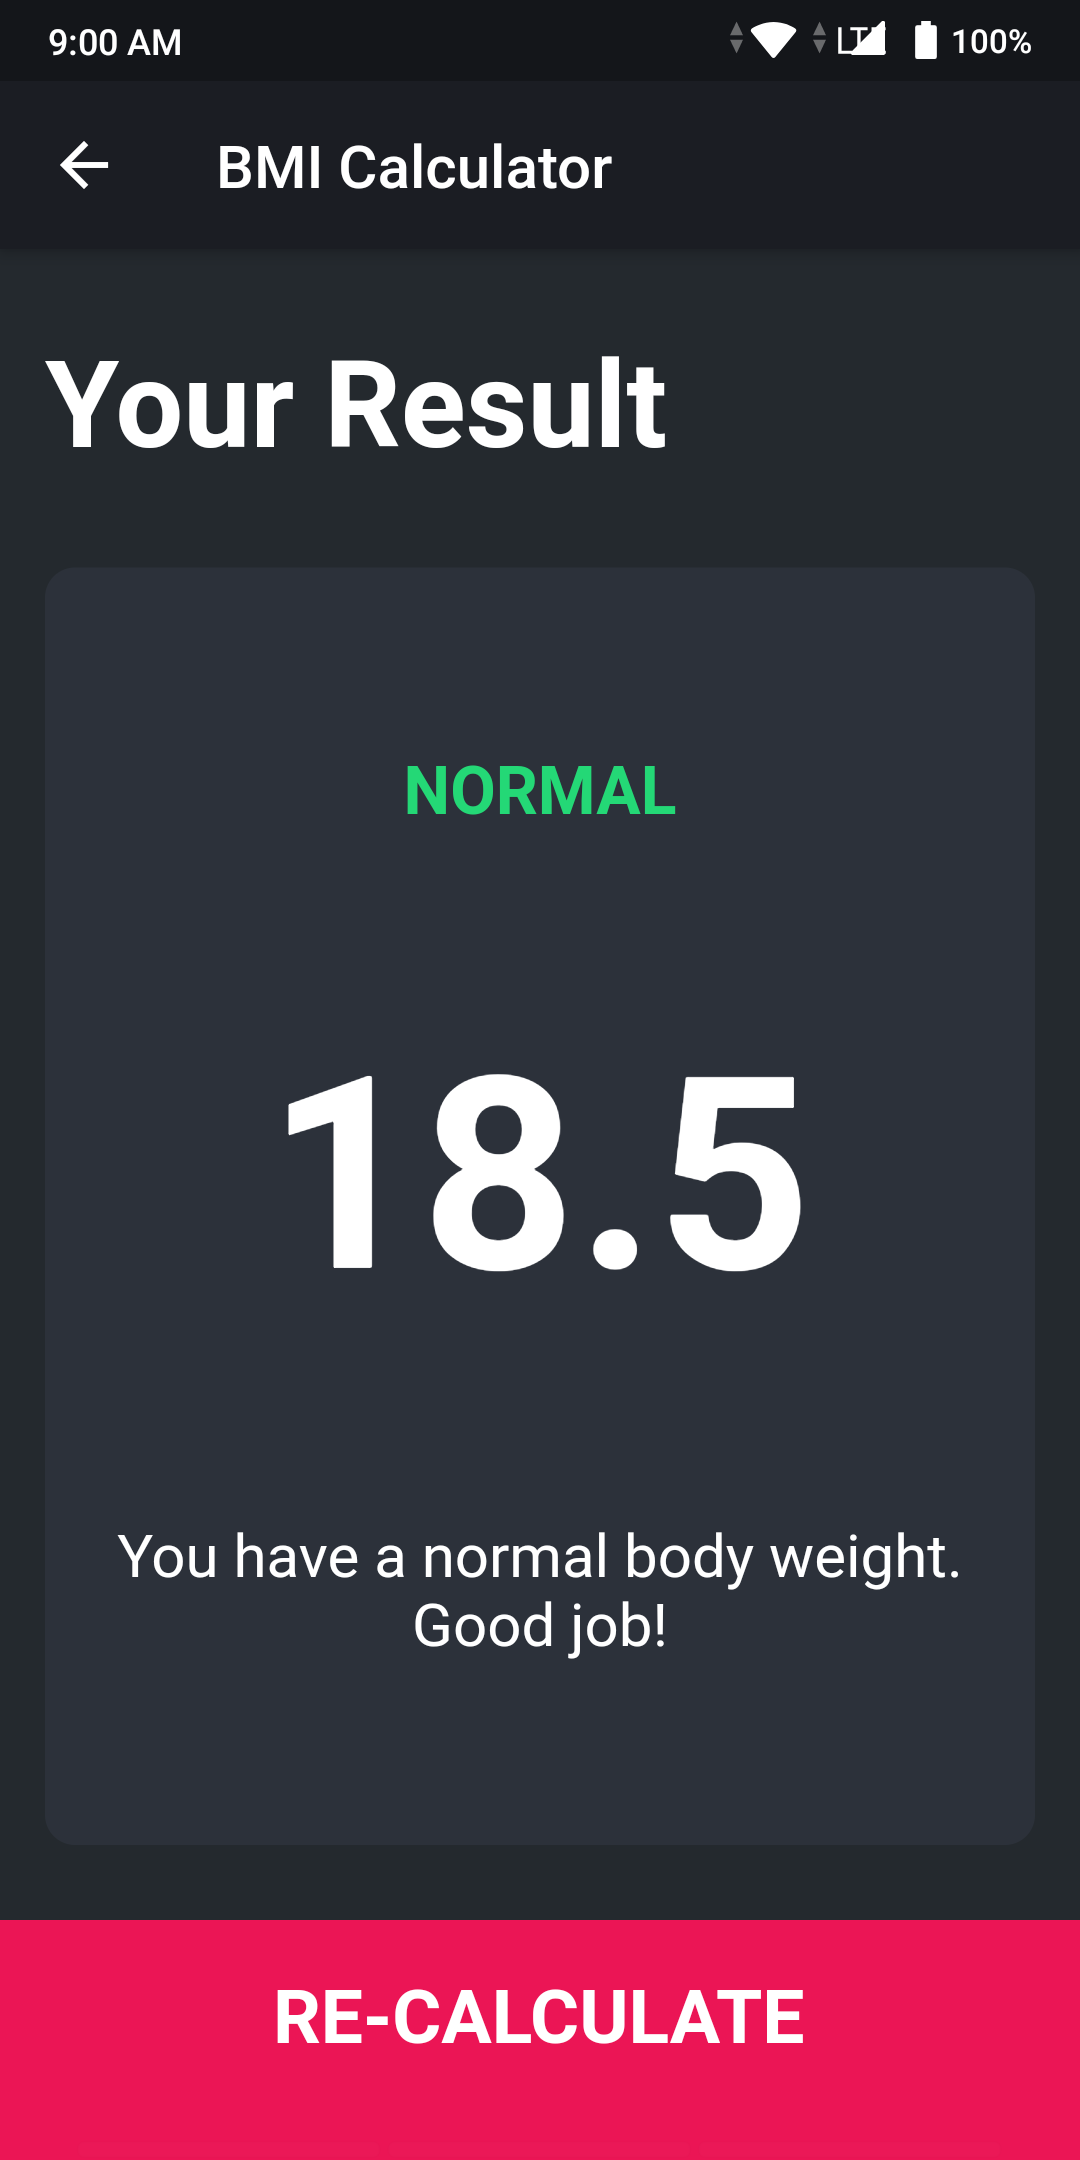 9:00 AM
LTE 100%
BMI Calculator
Your Result
NORMAL
18.5
You have a normal body weight.
Good job!
RE-CALCULATE